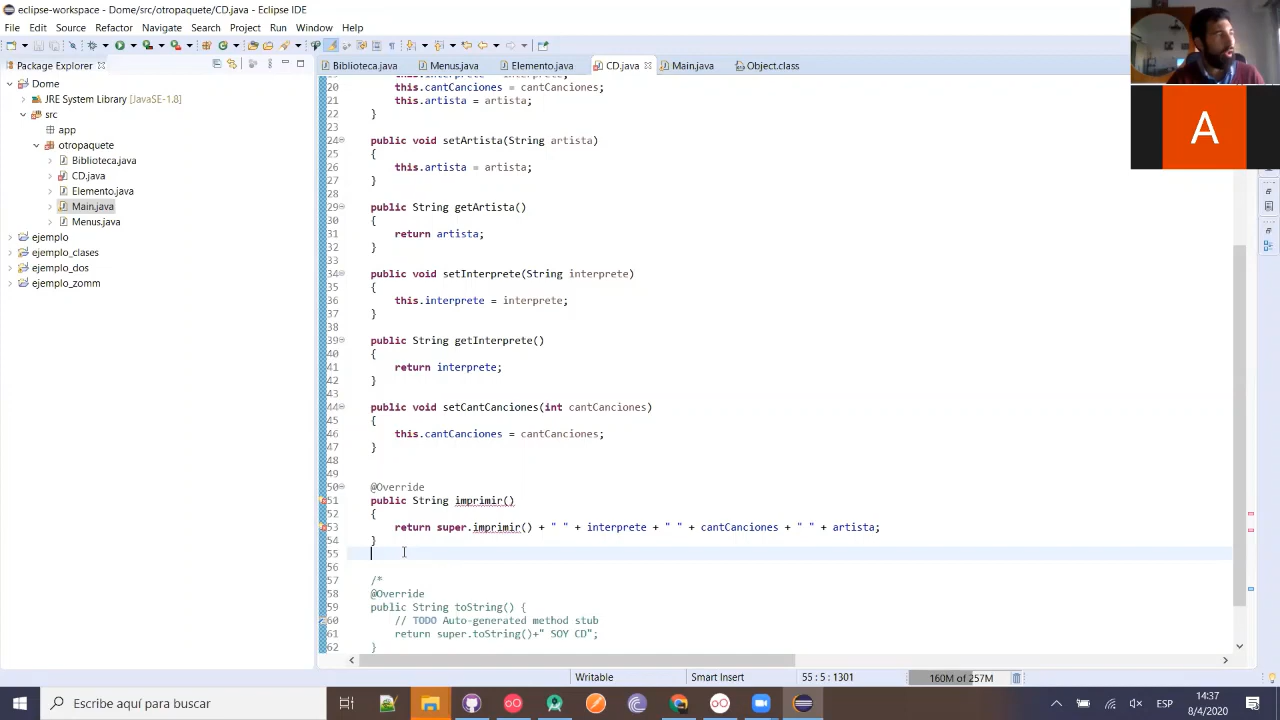 eclipse-workspace - Dome/src/otropaquete/CD.java - Eclipse IDE
File Edit Source Refactor Navigate Search Project Run Window Help
Package Explorer
Biblioteca.java Menus.java Elemento.java CD.java Main.java Object.class
Dome
JRE System Library [JavaSE-1.8]
src
app
otropaquete
Biblioteca.java
CD.java
Elemento.java
Main.java
Menus.java
ejemplo
ejemplo_clases
ejemplo_dos
ejemplo_zomm
20 this.cantCanciones = cantCanciones;
21 this.artista = artista;
22 }
23
24 public void setArtista(String artista)
25 {
26 this.artista = artista;
27 }
28
29 public String getArtista()
30 {
31 return artista;
32 }
33
34 public void setInterprete(String interprete)
35 {
36 this.interprete = interprete;
37 }
38
39 public String getInterprete()
40 {
41 return interprete;
42 }
43
44 public void setCantCanciones(int cantCanciones)
45 {
46 this.cantCanciones = cantCanciones;
47 }
48
49
50 @Override
51 public String imprimir()
52 {
53 return super.imprimir() + " " + interprete + " " + cantCanciones + " " + artista;
54 }
55
56
57 /*
58 @Override
59 public String toString() {
60 // TODO Auto-generated method stub
61 return super.toString()+" SOY CD";
62 }
A
Writable Smart Insert 55 : 5 : 1301 160M of 257M
Escribe aquí para buscar
ESP
14:37
8/4/2020